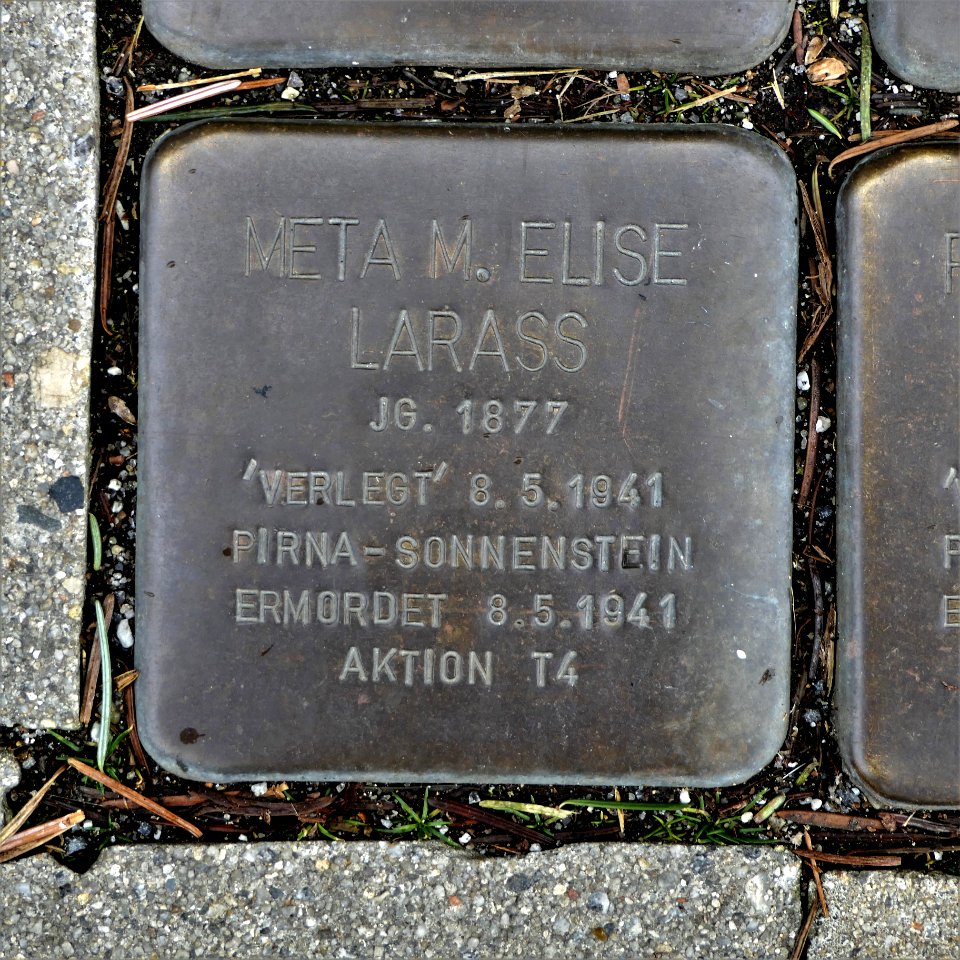 META M. ELISE
LARASS
JG. 1877
'VERLEGT' 8.5.1941
PIRNA-SONNENSTEIN
ERMORDET 8.5.1941
AKTION T4